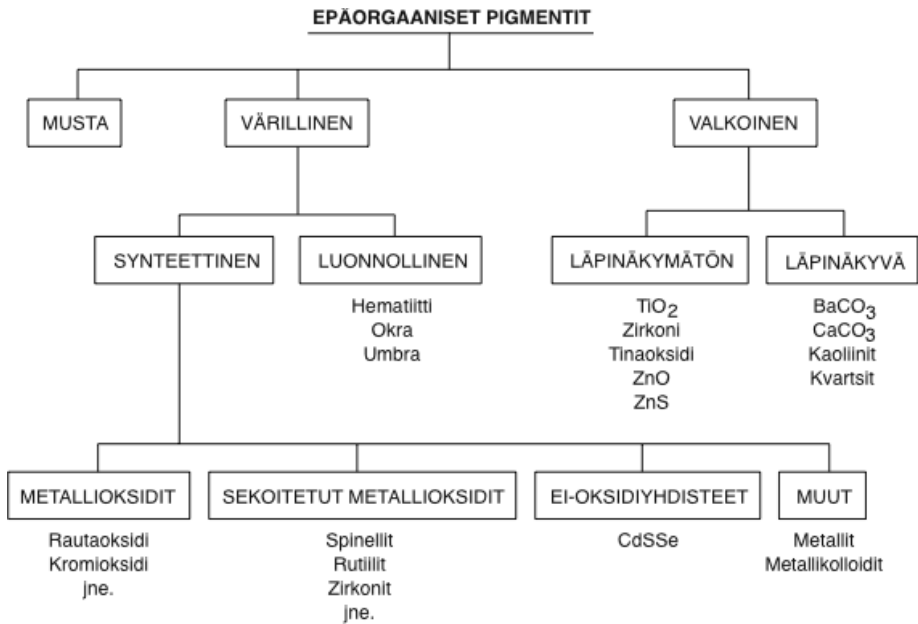 EPÄORGAANISET PIGMENTIT
MUSTA
VÄRILLINEN
VALKOINEN
SYNTEETTINEN
LUONNOLLINEN
LÄPINÄKYMÄTÖN
LÄPINÄKYVÄ
Hematiitti
Okra
Umbra
TiO₂
Zirkoni
Tinaoksidi
ZnO
ZnS
BaCO₃
CaCO₃
Kaoliinit
Kvartsit
METALLIOKSIDIT
SEKOITETUT METALLIOKSIDIT
EI-OKSIDIYHDISTEET
MUUT
Rautaoksidi
Kromioksidi
jne.
Spinellit
Rutiilit
Zirkonit
jne.
CdSSe
Metallit
Metallikolloidit